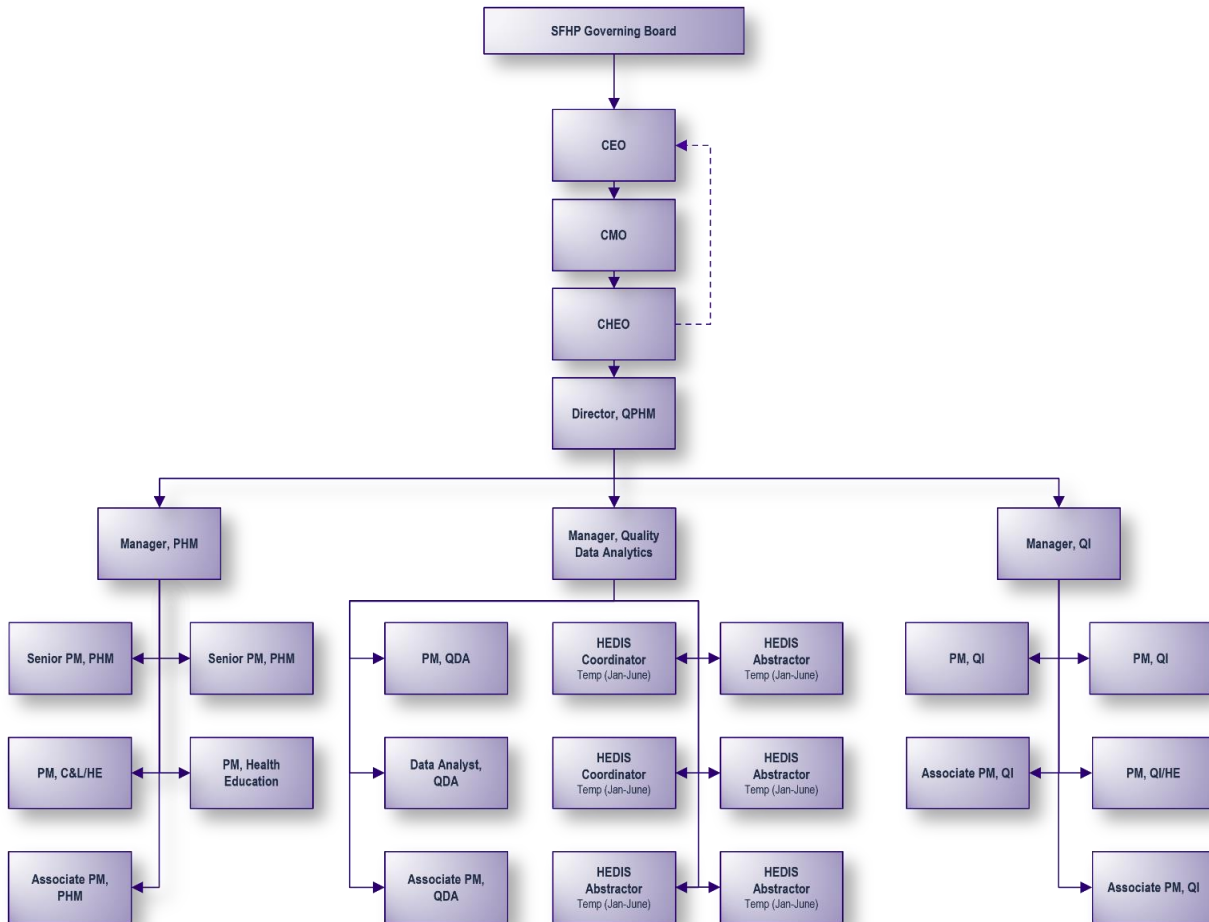 SFHP Governing Board
CEO
CMO
CHEO
Director, QPHM
Manager, PHM
Manager, Quality
Data Analytics
Manager, QI
Senior PM, PHM
Senior PM, PHM
PM, QDA
HEDIS
Coordinator
Temp (Jan-June)
HEDIS
Abstractor
Temp (Jan-June)
PM, QI
PM, QI
PM, C&L/HE
PM, Health
Education
Data Analyst,
QDA
HEDIS
Coordinator
Temp (Jan-June)
HEDIS
Abstractor
Temp (Jan-June)
Associate PM, QI
PM, QI/HE
Associate PM,
PHM
Associate PM,
QDA
HEDIS
Abstractor
Temp (Jan-June)
HEDIS
Abstractor
Temp (Jan-June)
Associate PM, QI